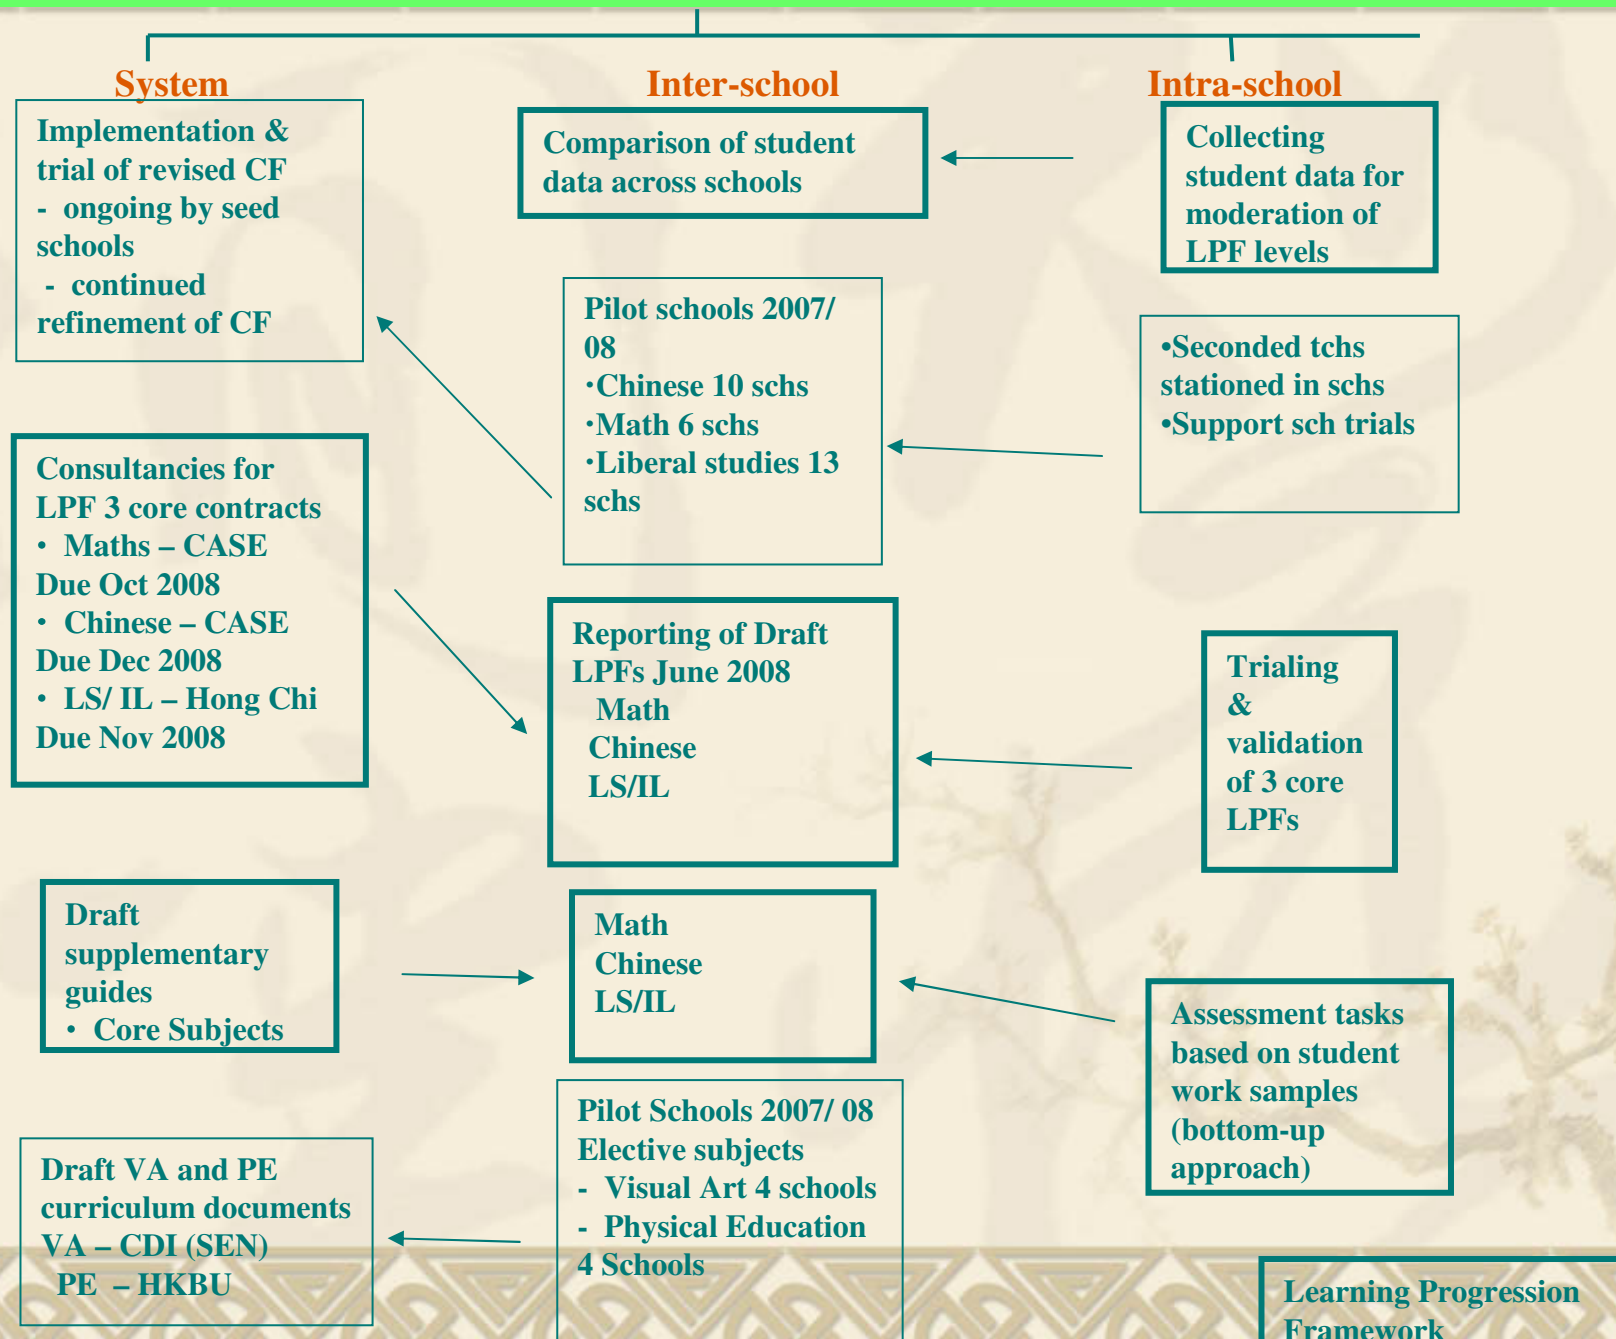 System
Implementation &
trial of revised CF
- ongoing by seed
schools
- continued
refinement of CF
Consultancies for
LPF 3 core contracts
• Maths – CASE
Due Oct 2008
• Chinese – CASE
Due Dec 2008
• LS/ IL – Hong Chi
Due Nov 2008
Draft
supplementary
guides
• Core Subjects
Draft VA and PE
curriculum documents
VA – CDI (SEN)
PE – HKBU
Inter-school
Comparison of student
data across schools
Pilot schools 2007/
08
·Chinese 10 schs
·Math 6 schs
·Liberal studies 13
schs
Reporting of Draft
LPFs June 2008
Math
Chinese
LS/IL
Math
Chinese
LS/IL
Pilot Schools 2007/ 08
Elective subjects
- Visual Art 4 schools
- Physical Education
4 Schools
Intra-school
Collecting
student data for
moderation of
LPF levels
•Seconded tchs
stationed in schs
•Support sch trials
Trialing
&
validation
of 3 core
LPFs
Assessment tasks
based on student
work samples
(bottom-up
approach)
Learning Progression
Framework